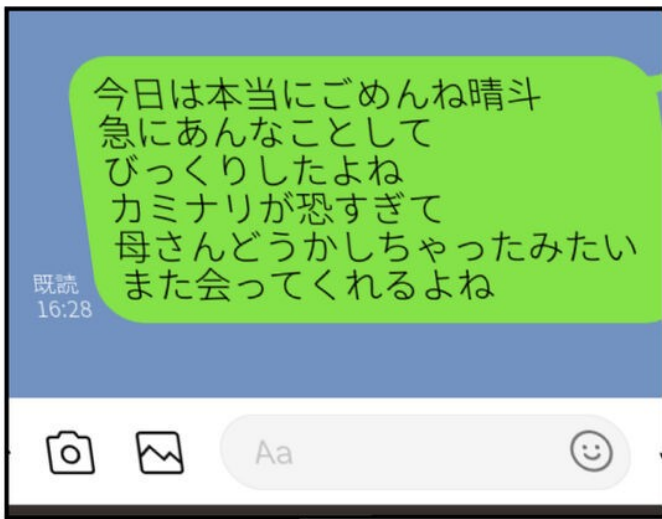 今日は本当にごめんね晴斗
急にあんなことして
びっくりしたよね
カミナリが恐すぎて
母さんどうかしちゃったみたい
また会ってくれるよね
既読
16:28
Aa